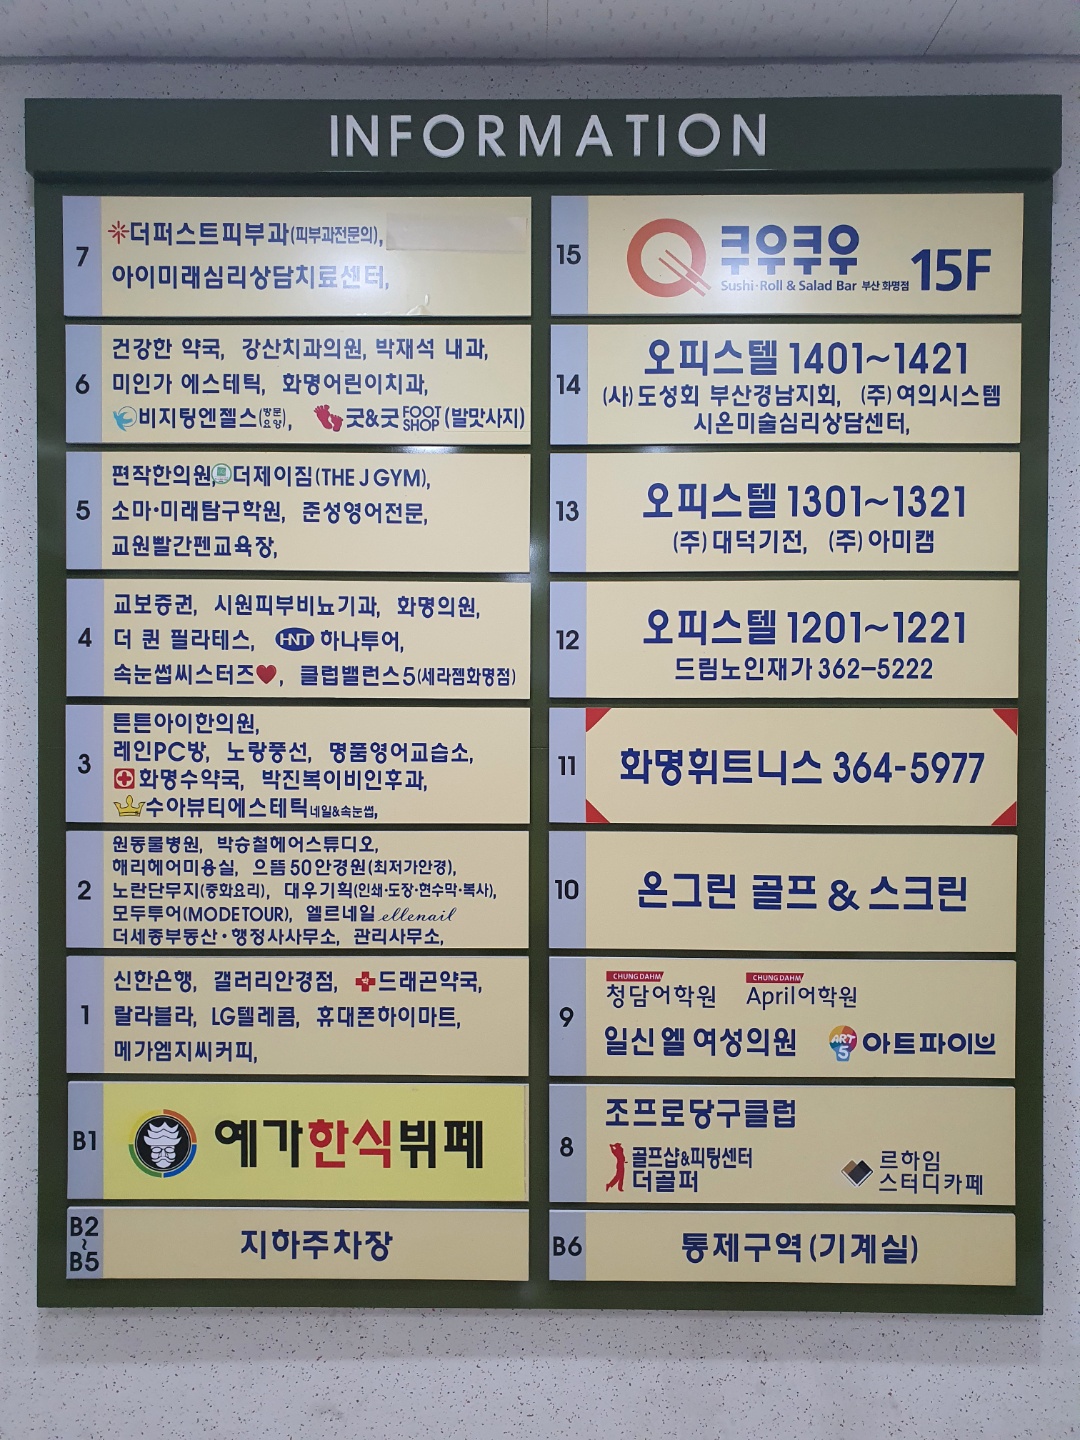 INFORMATION
7
더퍼스트피부과(피부과전문의),
아이미래심리상담치료센터,
6
건강한 약국, 강산치과의원, 박재석 내과,
미인가 에스테틱, 화명어린이치과,
비지팅엔젤스(방문요양), 굿&굿 FOOT SHOP (발맛사지)
5
편작한의원, 더제이짐(THE J GYM),
소마·미래탐구학원, 준성영어전문,
교원빨간펜교육장,
4
교보증권, 시원피부비뇨기과, 화명의원,
더 퀸 필라테스, HNT 하나투어,
속눈썹씨스터즈♥, 클럽밸런스5(세라젬화명점)
3
튼튼아이한의원,
레인PC방, 노랑풍선, 명품영어교습소,
화명수약국, 박진복이비인후과,
수아뷰티에스테틱 네일&속눈썹,
2
원동물병원, 박승철헤어스튜디오,
해리헤어미용실, 으뜸50안경원(최저가안경),
노란단무지(중화요리), 대우기획(인쇄·도장·현수막·복사),
모두투어(MODETOUR), 엘르네일 ellenail
더세종부동산·행정사사무소, 관리사무소,
1
신한은행, 갤러리안경점, 드래곤약국,
랄라블라, LG텔레콤, 휴대폰하이마트,
메가엠지씨커피,
B1
예가한식뷔페
B2~B5
지하주차장
15
쿠우쿠우 15F
Sushi·Roll & Salad Bar 부산 화명점
14
오피스텔 1401~1421
(사)도성회 부산경남지회, (주)여의시스템
시온미술심리상담센터,
13
오피스텔 1301~1321
(주)대덕기전, (주)아미캠
12
오피스텔 1201~1221
드림노인재가 362-5222
11
화명휘트니스 364-5977
10
온그린 골프 & 스크린
9
CHUNGDAHM CHUNGDAHM
청담어학원 April어학원
일신엘여성의원 ART 5 아트파이브
8
조프로당구클럽
골프샵&피팅센터 르하임
더골퍼 스터디카페
B6
통제구역(기계실)